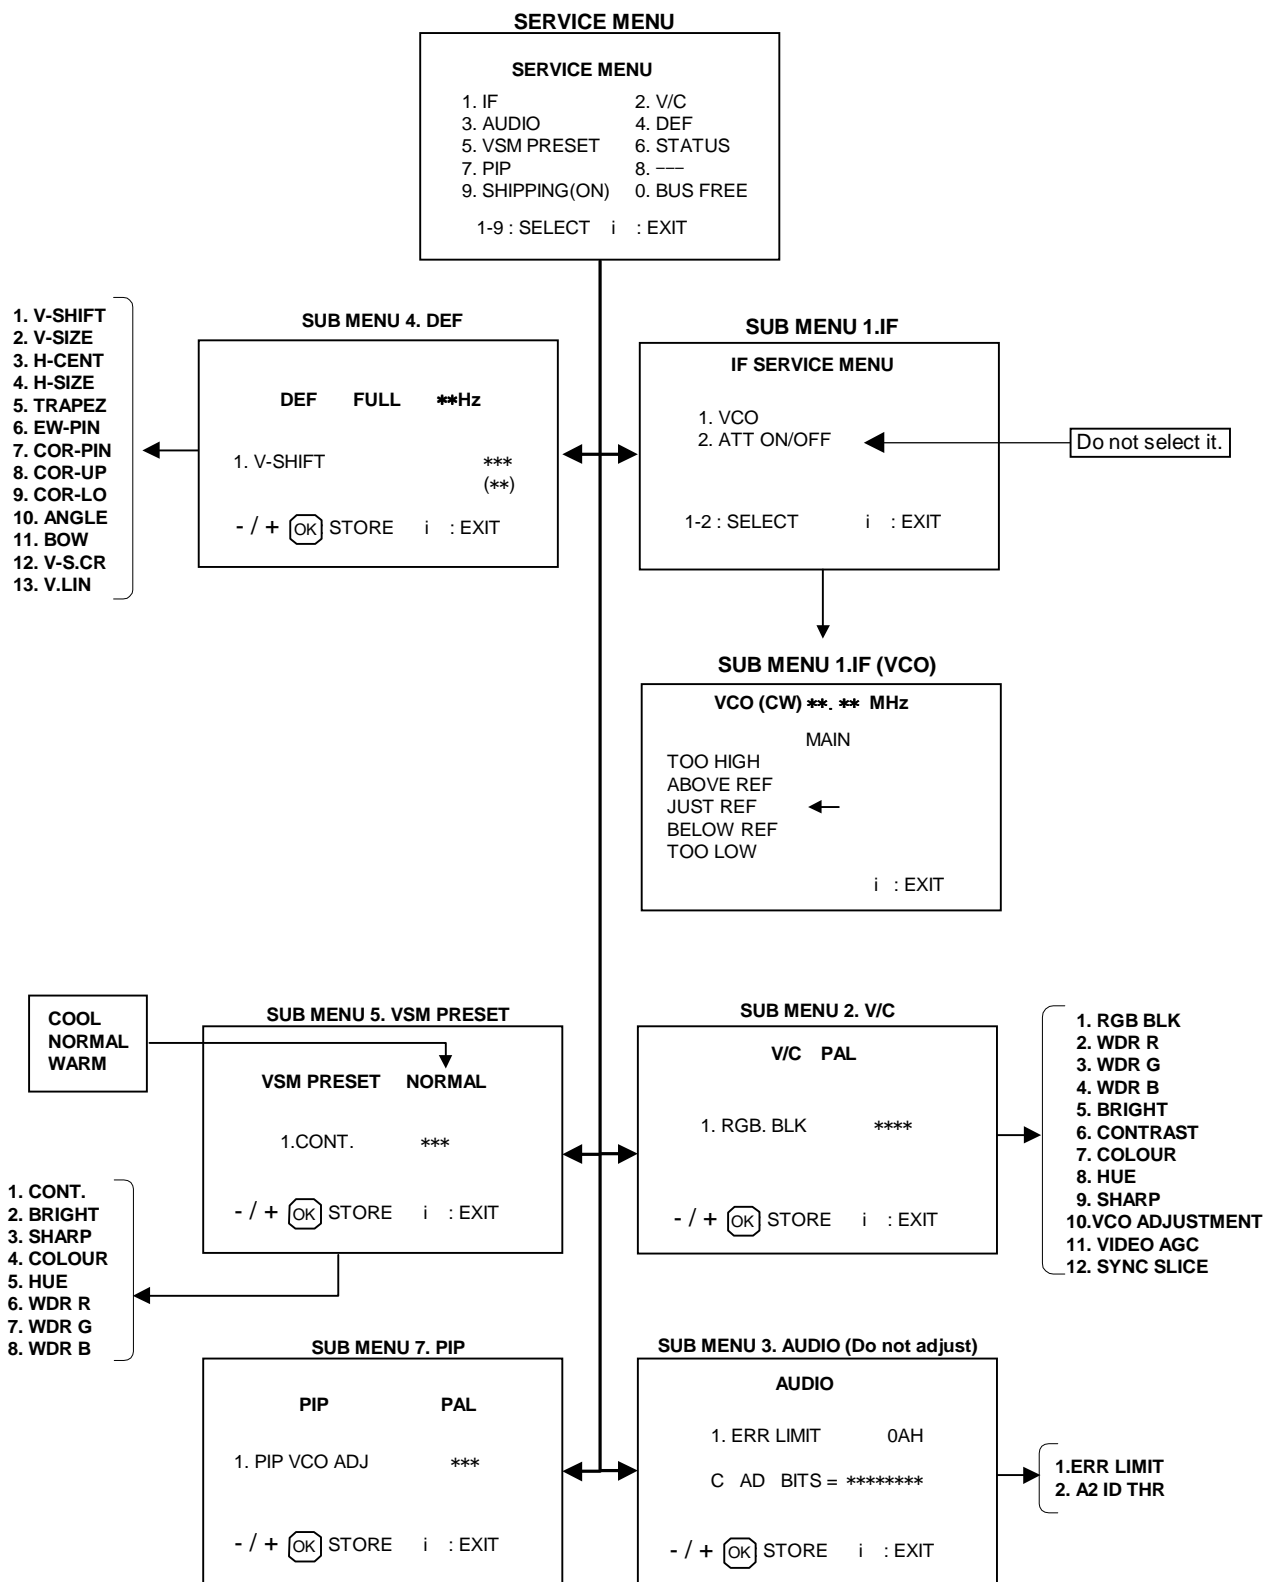 SERVICE MENU
SERVICE MENU
1. IF 2. V/C
3. AUDIO 4. DEF
5. VSM PRESET 6. STATUS
7. PIP 8. ---
9. SHIPPING(ON) 0. BUS FREE
1-9 : SELECT i : EXIT
1. V-SHIFT
2. V-SIZE
3. H-CENT
4. H-SIZE
5. TRAPEZ
6. EW-PIN
7. COR-PIN
8. COR-UP
9. COR-LO
10. ANGLE
11. BOW
12. V-S.CR
13. V.LIN
SUB MENU 4. DEF
DEF FULL **Hz
1. V-SHIFT ***
(**)
- / + OK STORE i : EXIT
SUB MENU 1.IF
IF SERVICE MENU
1. VCO
2. ATT ON/OFF
1-2 : SELECT i : EXIT
Do not select it.
SUB MENU 1.IF (VCO)
VCO (CW) **. ** MHz
MAIN
TOO HIGH
ABOVE REF
JUST REF
BELOW REF
TOO LOW
i : EXIT
COOL
NORMAL
WARM
SUB MENU 5. VSM PRESET
VSM PRESET NORMAL
1.CONT. ***
- / + OK STORE i : EXIT
1. CONT.
2. BRIGHT
3. SHARP
4. COLOUR
5. HUE
6. WDR R
7. WDR G
8. WDR B
SUB MENU 2. V/C
V/C PAL
1. RGB. BLK ****
- / + OK STORE i : EXIT
1. RGB BLK
2. WDR R
3. WDR G
4. WDR B
5. BRIGHT
6. CONTRAST
7. COLOUR
8. HUE
9. SHARP
10.VCO ADJUSTMENT
11. VIDEO AGC
12. SYNC SLICE
SUB MENU 7. PIP
PIP PAL
1. PIP VCO ADJ ***
- / + OK STORE i : EXIT
SUB MENU 3. AUDIO (Do not adjust)
AUDIO
1. ERR LIMIT 0AH
C AD BITS = ********
- / + OK STORE i : EXIT
1.ERR LIMIT
2. A2 ID THR